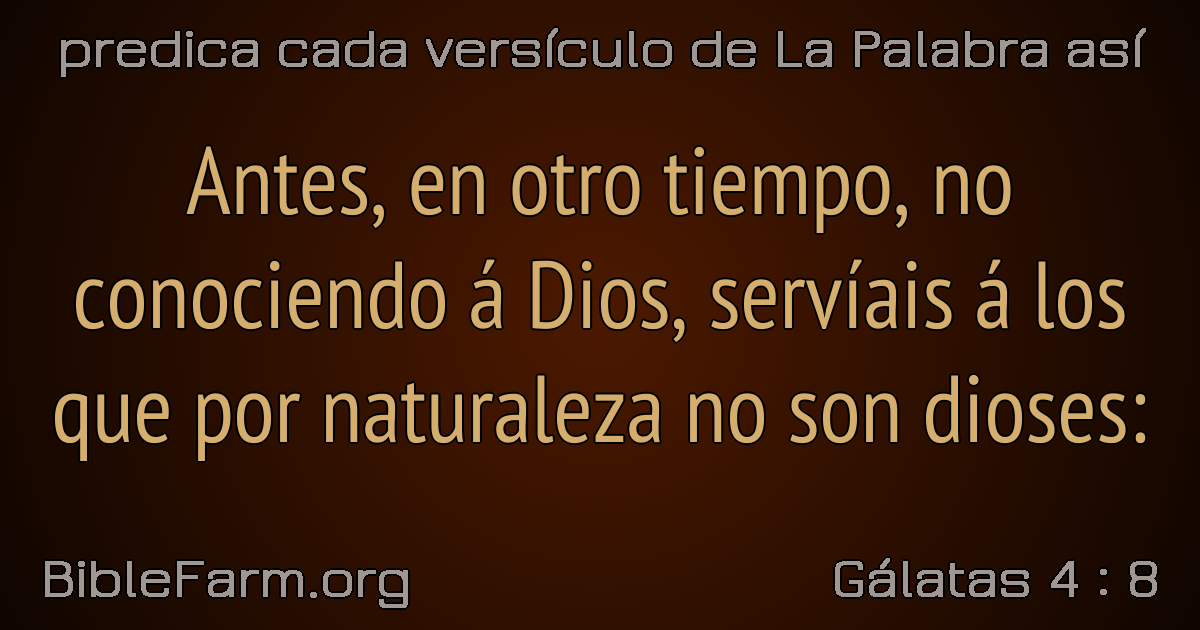 predica cada versículo de La Palabra así
Antes, en otro tiempo, no
conociendo á Dios, servíais á los
que por naturaleza no son dioses:
BibleFarm.org
Gálatas 4 : 8